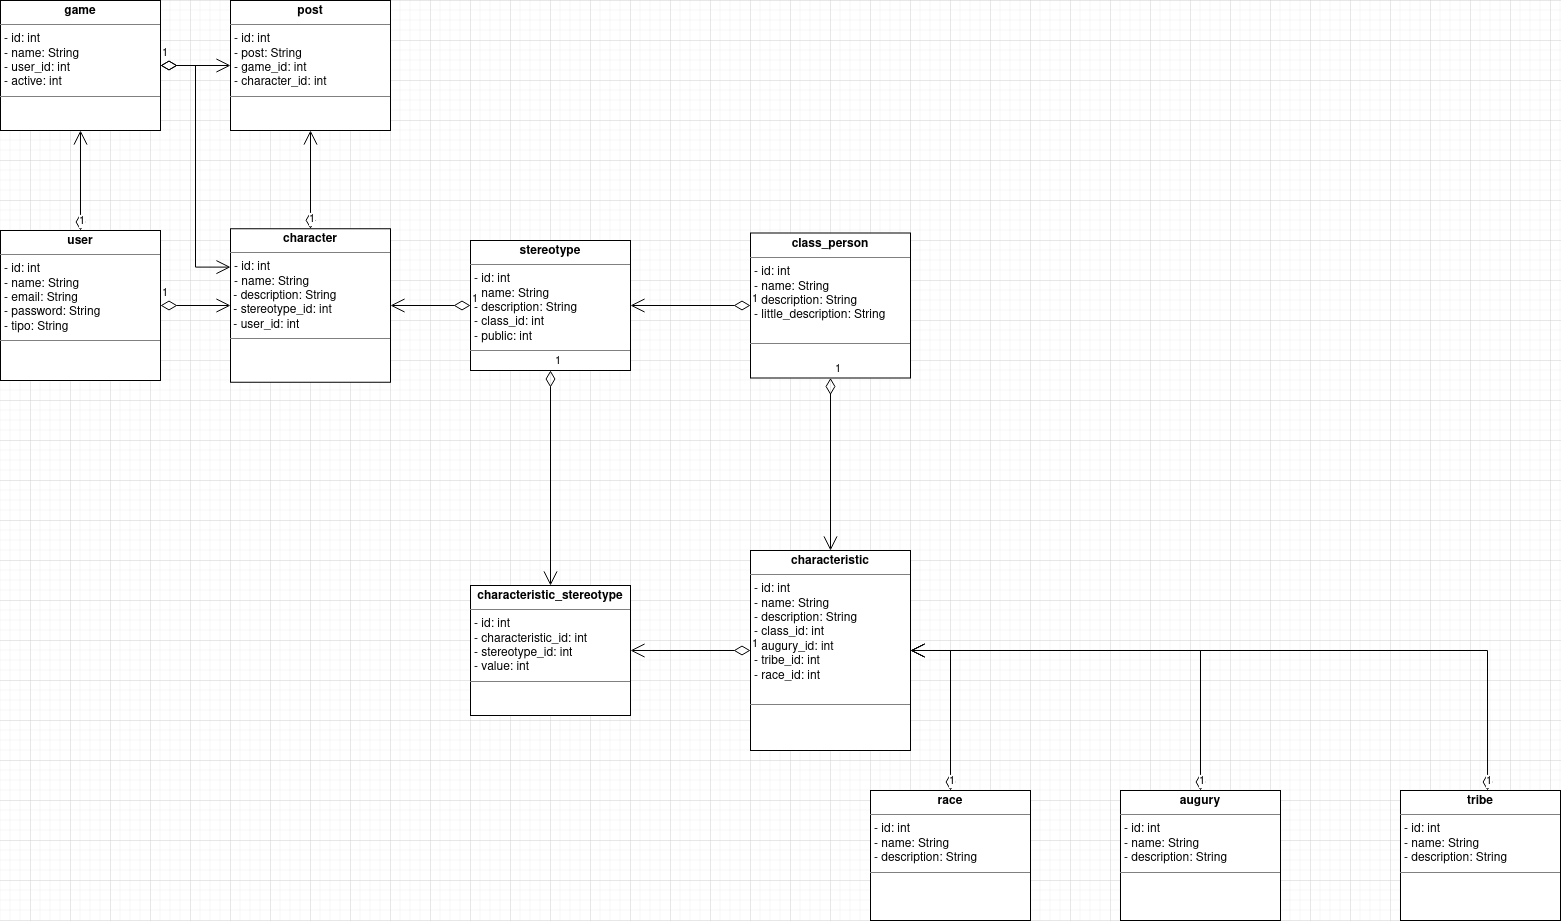 game
- id: int
- name: String
- user_id: int
- active: int
1
post
- id: int
- post: String
- game_id: int
- character_id: int
1
user
- id: int
- name: String
- email: String
- password: String
- tipo: String
1
1
character
- id: int
- name: String
- description: String
- stereotype_id: int
- user_id: int
stereotype
- id: int
name: String
- description: String
- class_id: int
- public: int
1
1
class_person
- id: int
- name: String
description: String
- little_description: String
1
1
characteristic_stereotype
- id: int
- characteristic_id: int
- stereotype_id: int
- value: int
characteristic
- id: int
- name: String
- description: String
- class_id: int
augury_id: int
- tribe_id: int
- race_id: int
1
1
race
- id: int
- name: String
- description: String
1
augury
- id: int
- name: String
- description: String
1
tribe
- id: int
- name: String
- description: String